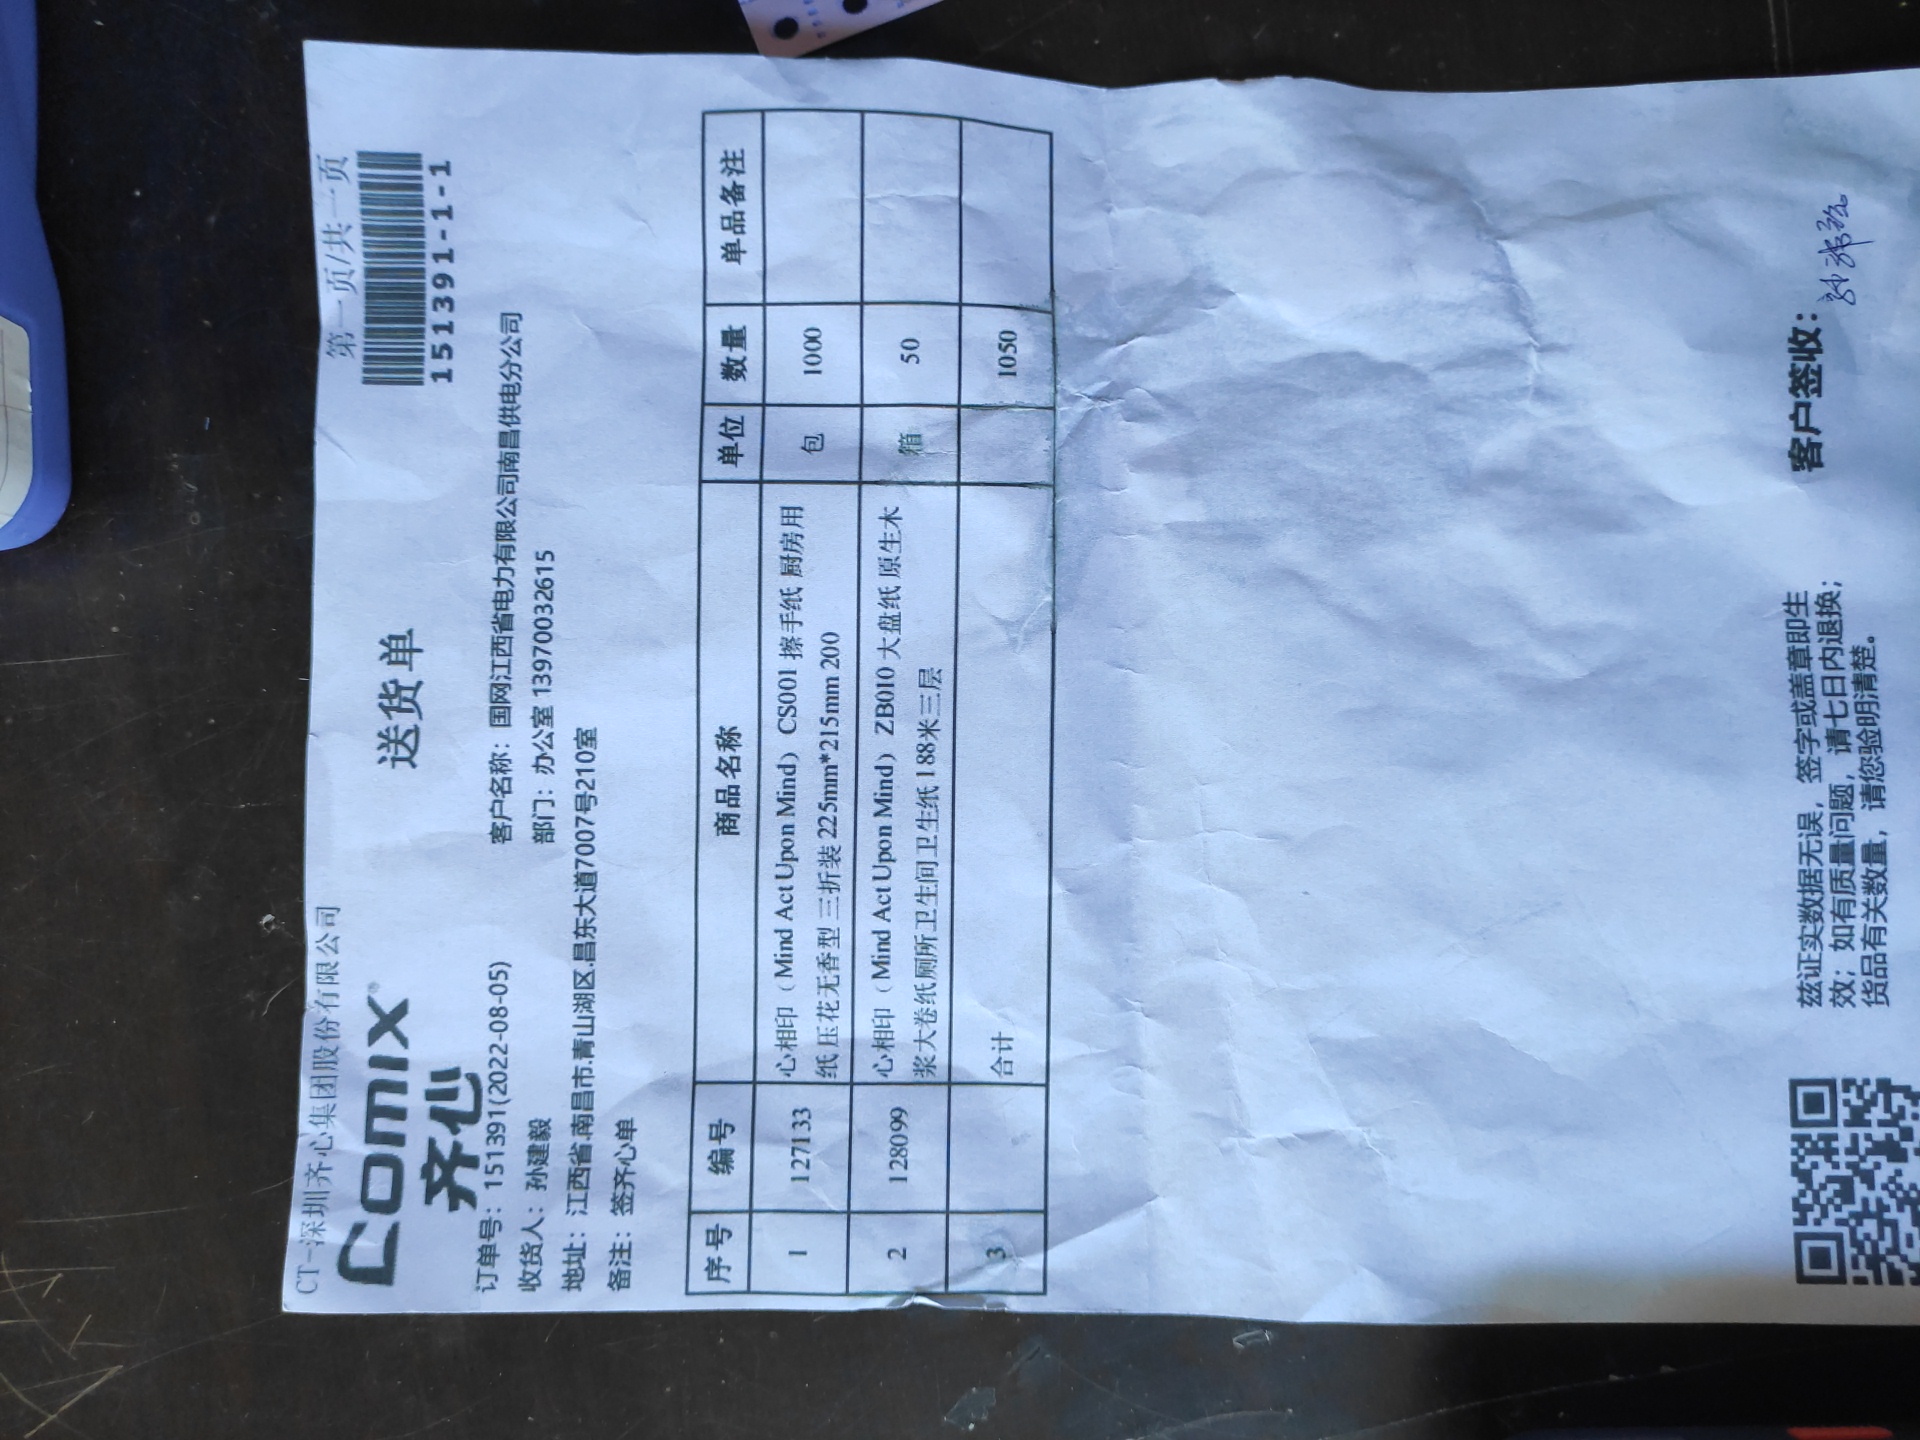 CT-深圳齐心集团股份有限公司
第一页/共一页
COMIX®
齐心
送货单
1513391-1-1
订单号：1513391(2022-08-05)
客户名称：国网江西省电力有限公司南昌供电分公司
收货人：孙建毅
部门：办公室 13970032615
地址：江西省.南昌市.青山湖区.昌东大道7007号210室
备注：签齐心单
序号 编号 商品名称 单位 数量 单品备注
1 127133 心相印（Mind Act Upon Mind）CS001 擦手纸 厨房用
纸 压花无香型 三折装 225mm*215mm 200 包 1000
2 128099 心相印（Mind Act Upon Mind）ZB010 大盘纸 原生木
浆大卷纸厕所卫生间卫生纸188米三层 箱 50
3 合计 1050
兹证实数据无误，签字或盖章即生
效；如有质量问题，请七日内退换；
货品有关数量，请您验明清楚。
客户签收：